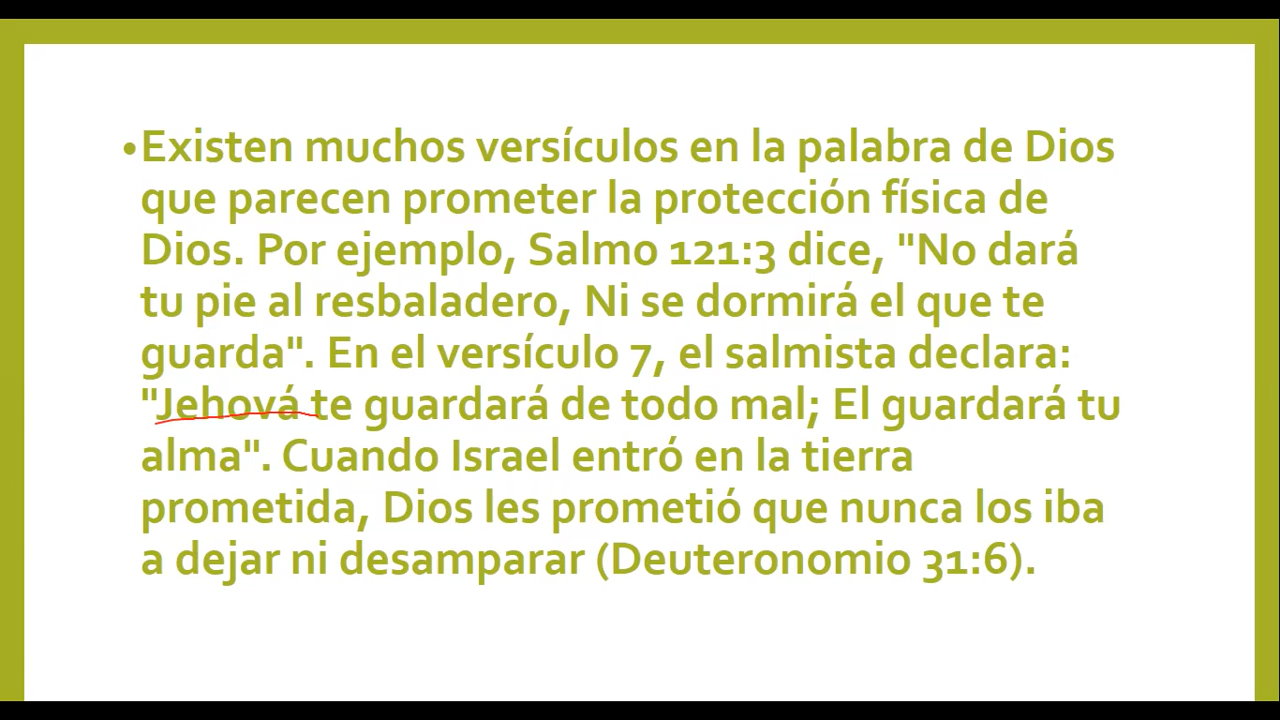 •Existen muchos versículos en la palabra de Dios
que parecen prometer la protección física de
Dios. Por ejemplo, Salmo 121:3 dice, "No dará
tu pie al resbaladero, Ni se dormirá el que te
guarda". En el versículo 7, el salmista declara:
"Jehová te guardará de todo mal; El guardará tu
alma". Cuando Israel entró en la tierra
prometida, Dios les prometió que nunca los iba
a dejar ni desamparar (Deuteronomio 31:6).